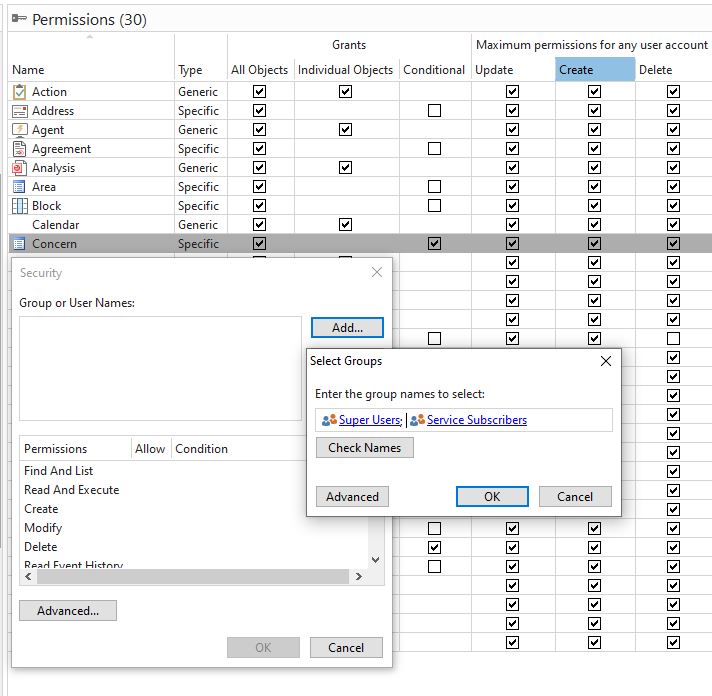 Permissions (30)
Grants
Maximum permissions for any user account
Name Type All Objects Individual Objects Conditional Update Create Delete
Action Generic
Address Specific
Agent Generic
Agreement Specific
Analysis Generic
Area Specific
Block Specific
Calendar Generic
Concern Specific
Security
Group or User Names:
Add...
Select Groups
Enter the group names to select:
Super Users; Service Subscribers
Check Names
Advanced OK Cancel
Permissions Allow Condition
Find And List
Read And Execute
Create
Modify
Delete
Read Event History
Advanced...
OK Cancel